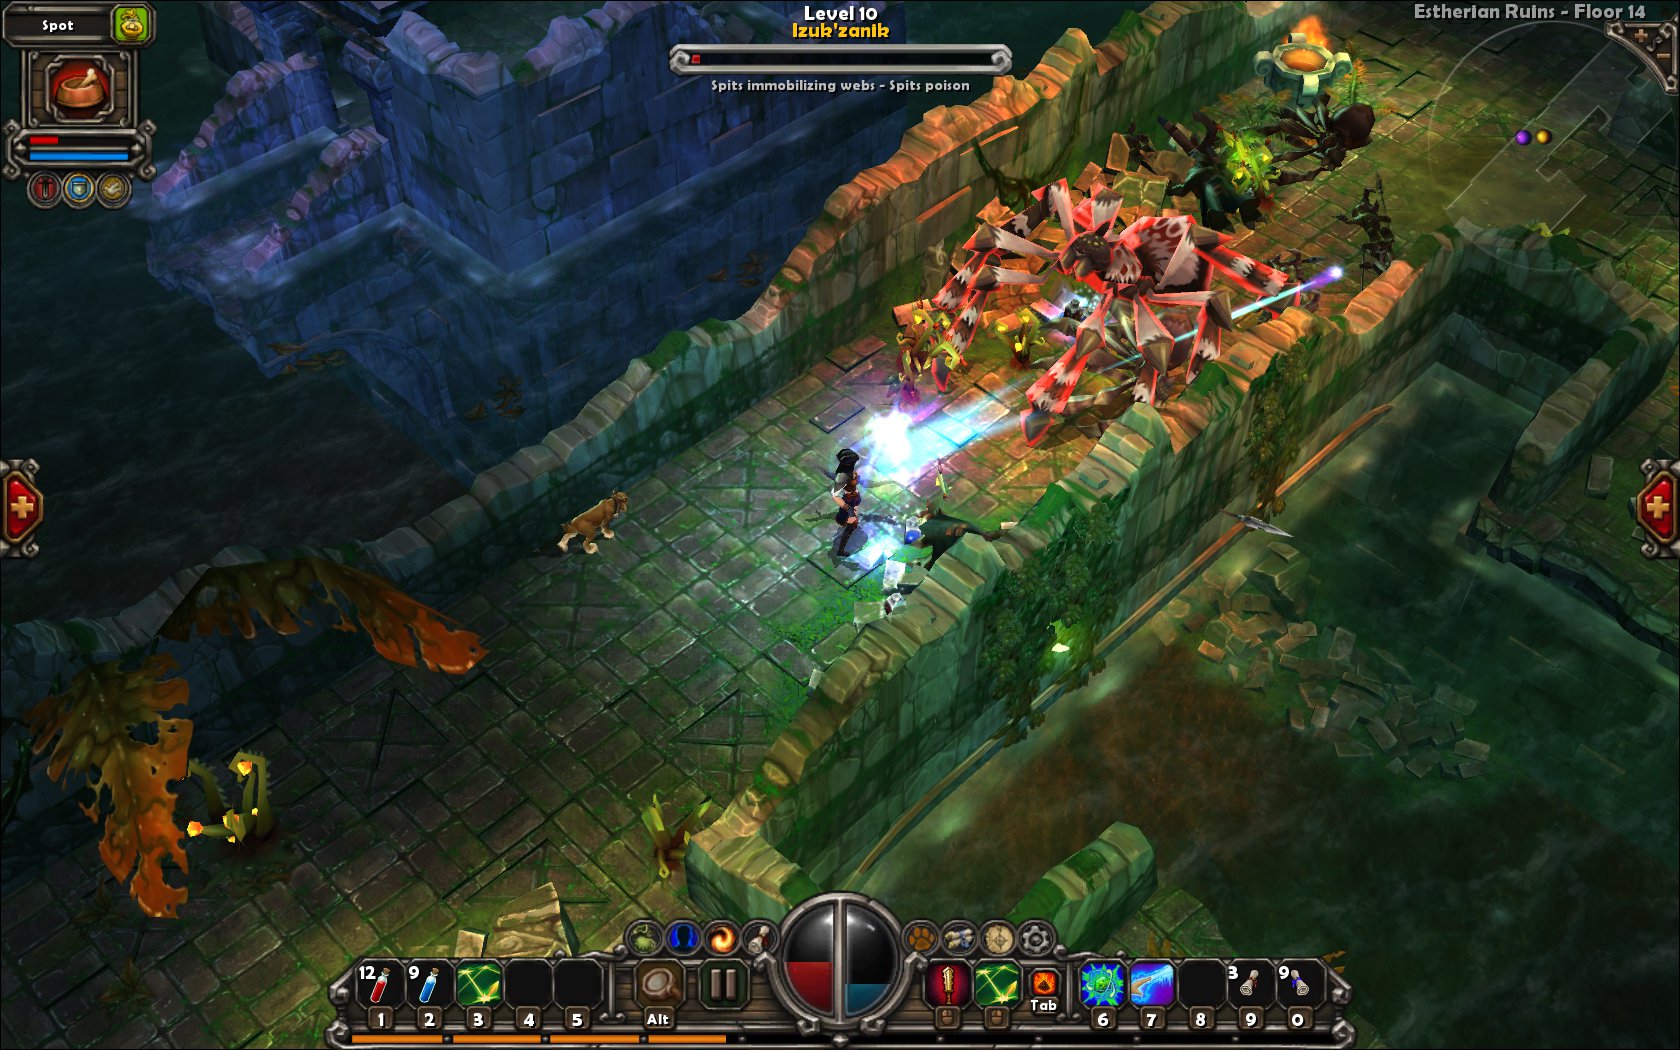 Spot
Level 10
Izuk'zanik
Spits immobilizing webs - Spits poison
Estherian Ruins - Floor 14
12
9
3
9
Tab
1
2
3
4
5
Alt
6
7
8
9
0